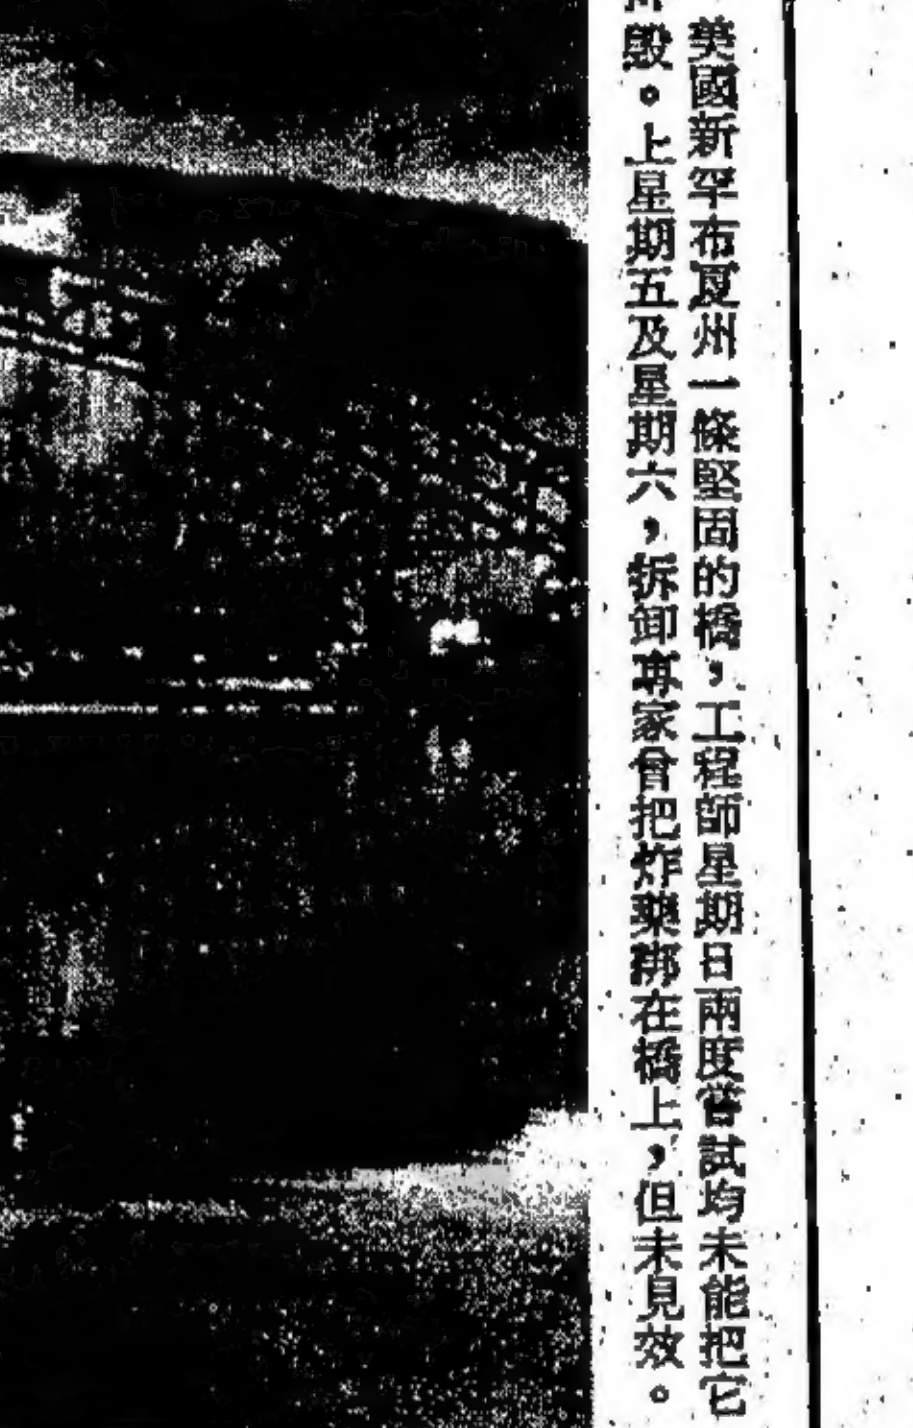 美國新罕布夏州一條堅固的橋，工程師星期日兩度嘗試均未能把它
毀。上星期五及星期六，拆卸專家曾把炸藥綁在橋上，但未見效。